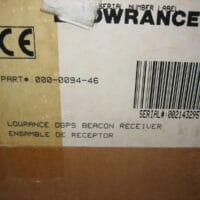 SERIAL NUMBER LABEL
LOWRANCE
CE
PART# 000-0094-46
SERIAL#:002143295
LOWRANCE DGPS BEACON RECEIVER
ENSAMBLE DE RECEPTOR